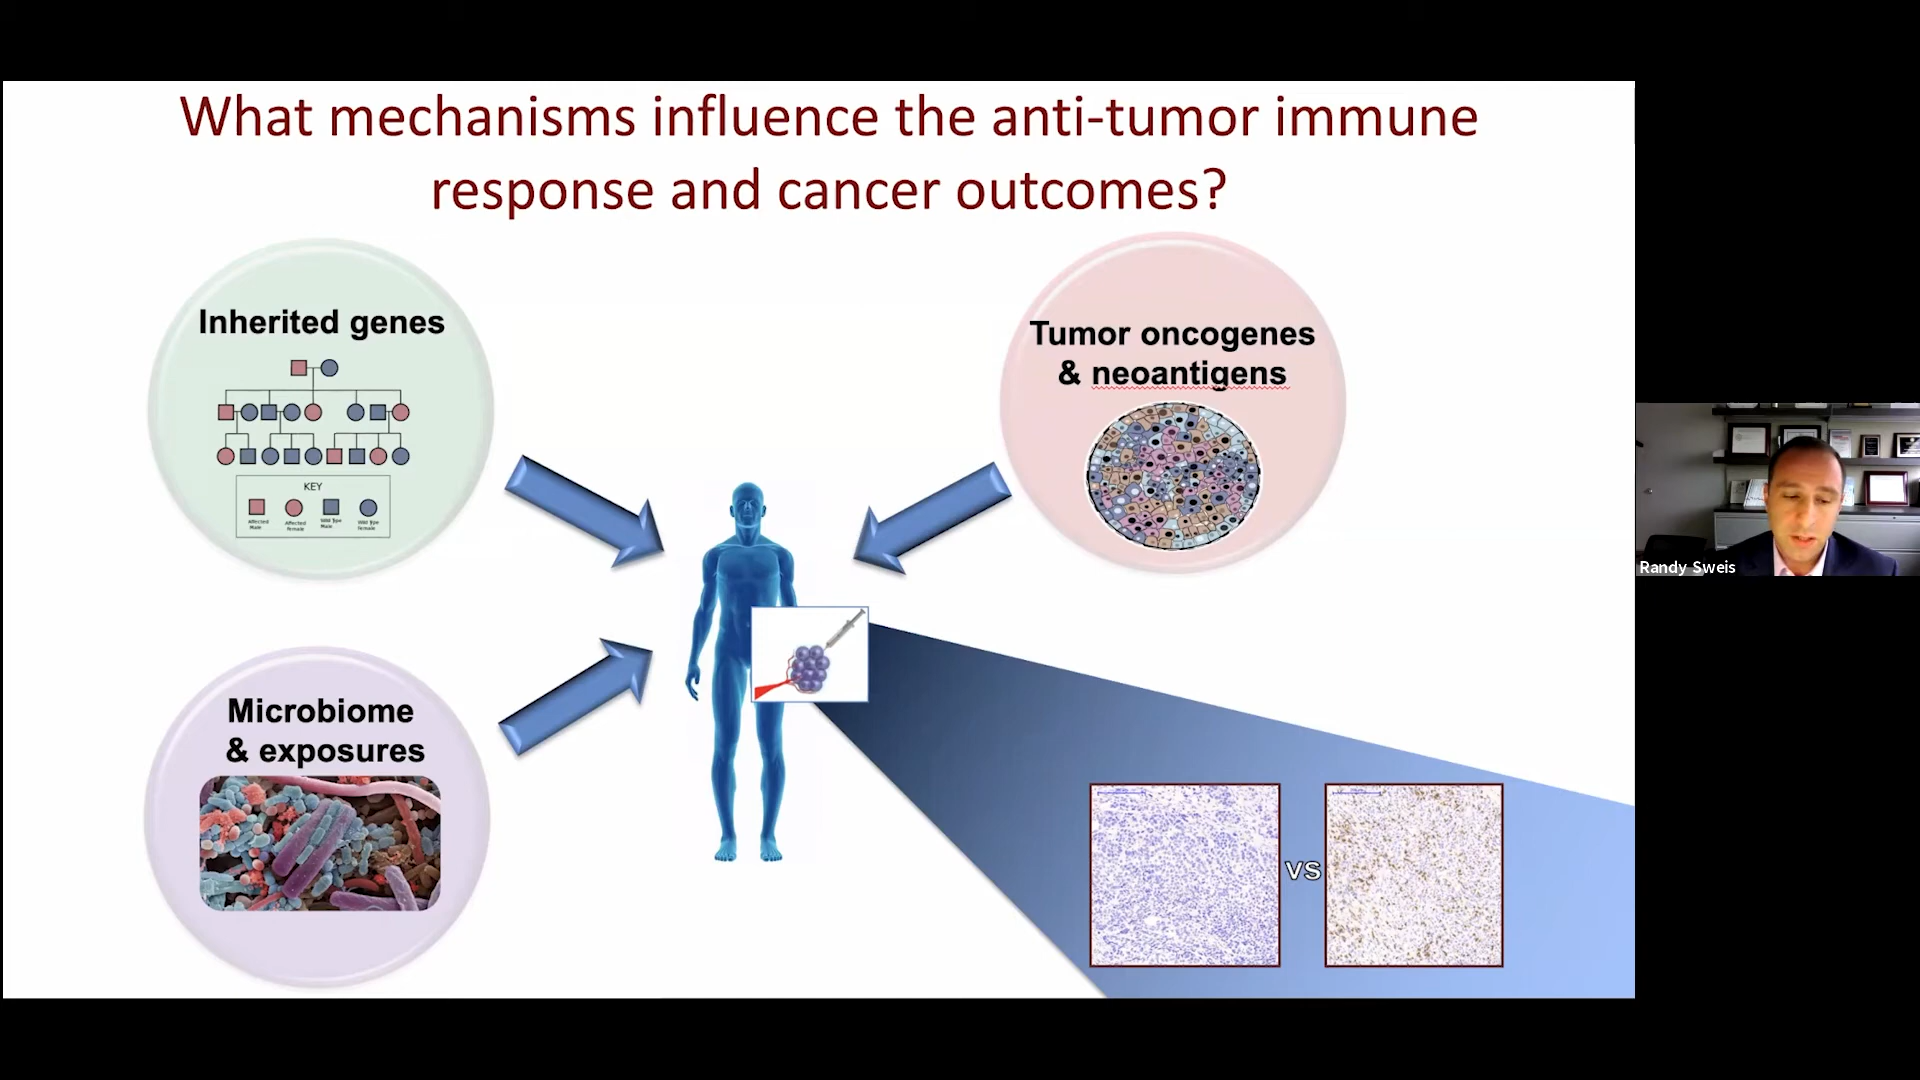 What mechanisms influence the anti-tumor immune
response and cancer outcomes?
Inherited genes
KEY
Affected
Male
Affected
Female
Wild Type
Male
Wild Type
Female
Tumor oncogenes
& neoantigens
Microbiome
& exposures
VS
Randy Sweis